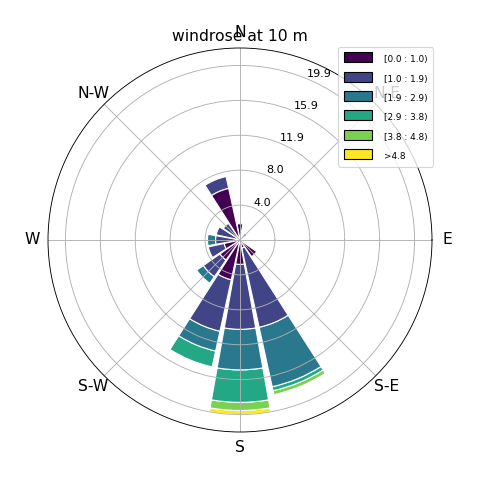 windrose at 10 m
N
N-W
N-E
W
E
S-W
S-E
S
19.9
15.9
11.9
8.0
4.0
[0.0 : 1.0)
[1.0 : 1.9)
[1.9 : 2.9)
[2.9 : 3.8)
[3.8 : 4.8)
>4.8